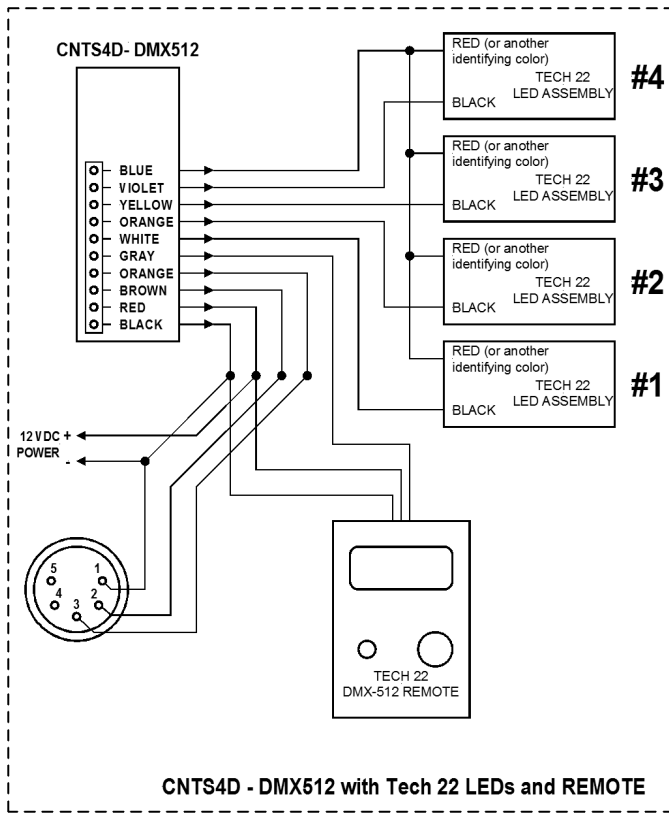 CNTS4D- DMX512
BLUE
VIOLET
YELLOW
ORANGE
WHITE
GRAY
ORANGE
BROWN
RED
BLACK
RED (or another
identifying color)
TECH 22
LED ASSEMBLY
BLACK
#4
RED (or another
identifying color)
TECH 22
LED ASSEMBLY
BLACK
#3
RED (or another
identifying color)
TECH 22
LED ASSEMBLY
BLACK
#2
RED (or another
identifying color)
TECH 22
LED ASSEMBLY
BLACK
#1
12 VDC +
POWER
-
5
1
4
2
3
TECH 22
DMX-512 REMOTE
CNTS4D - DMX512 with Tech 22 LEDs and REMOTE